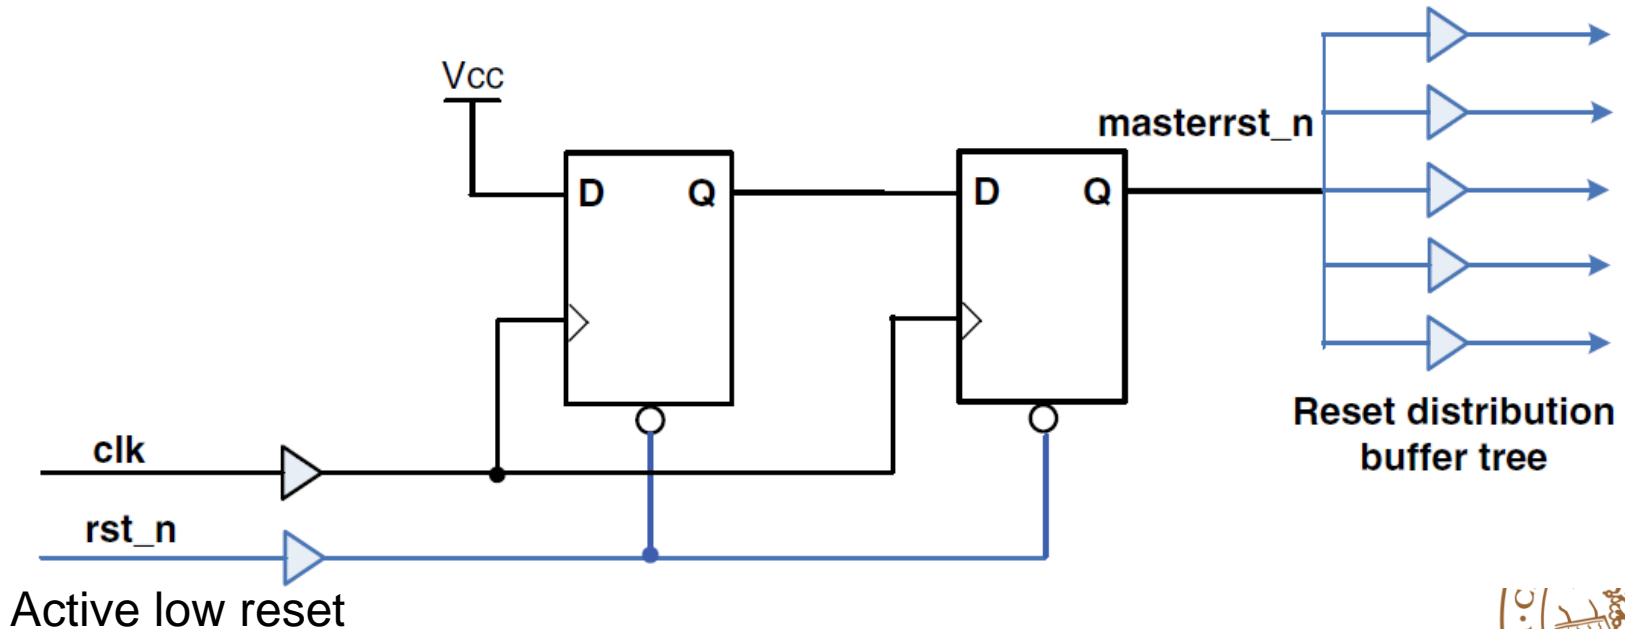 Vcc
masterrst_n
D Q
D Q
Reset distribution
buffer tree
clk
rst_n
Active low reset